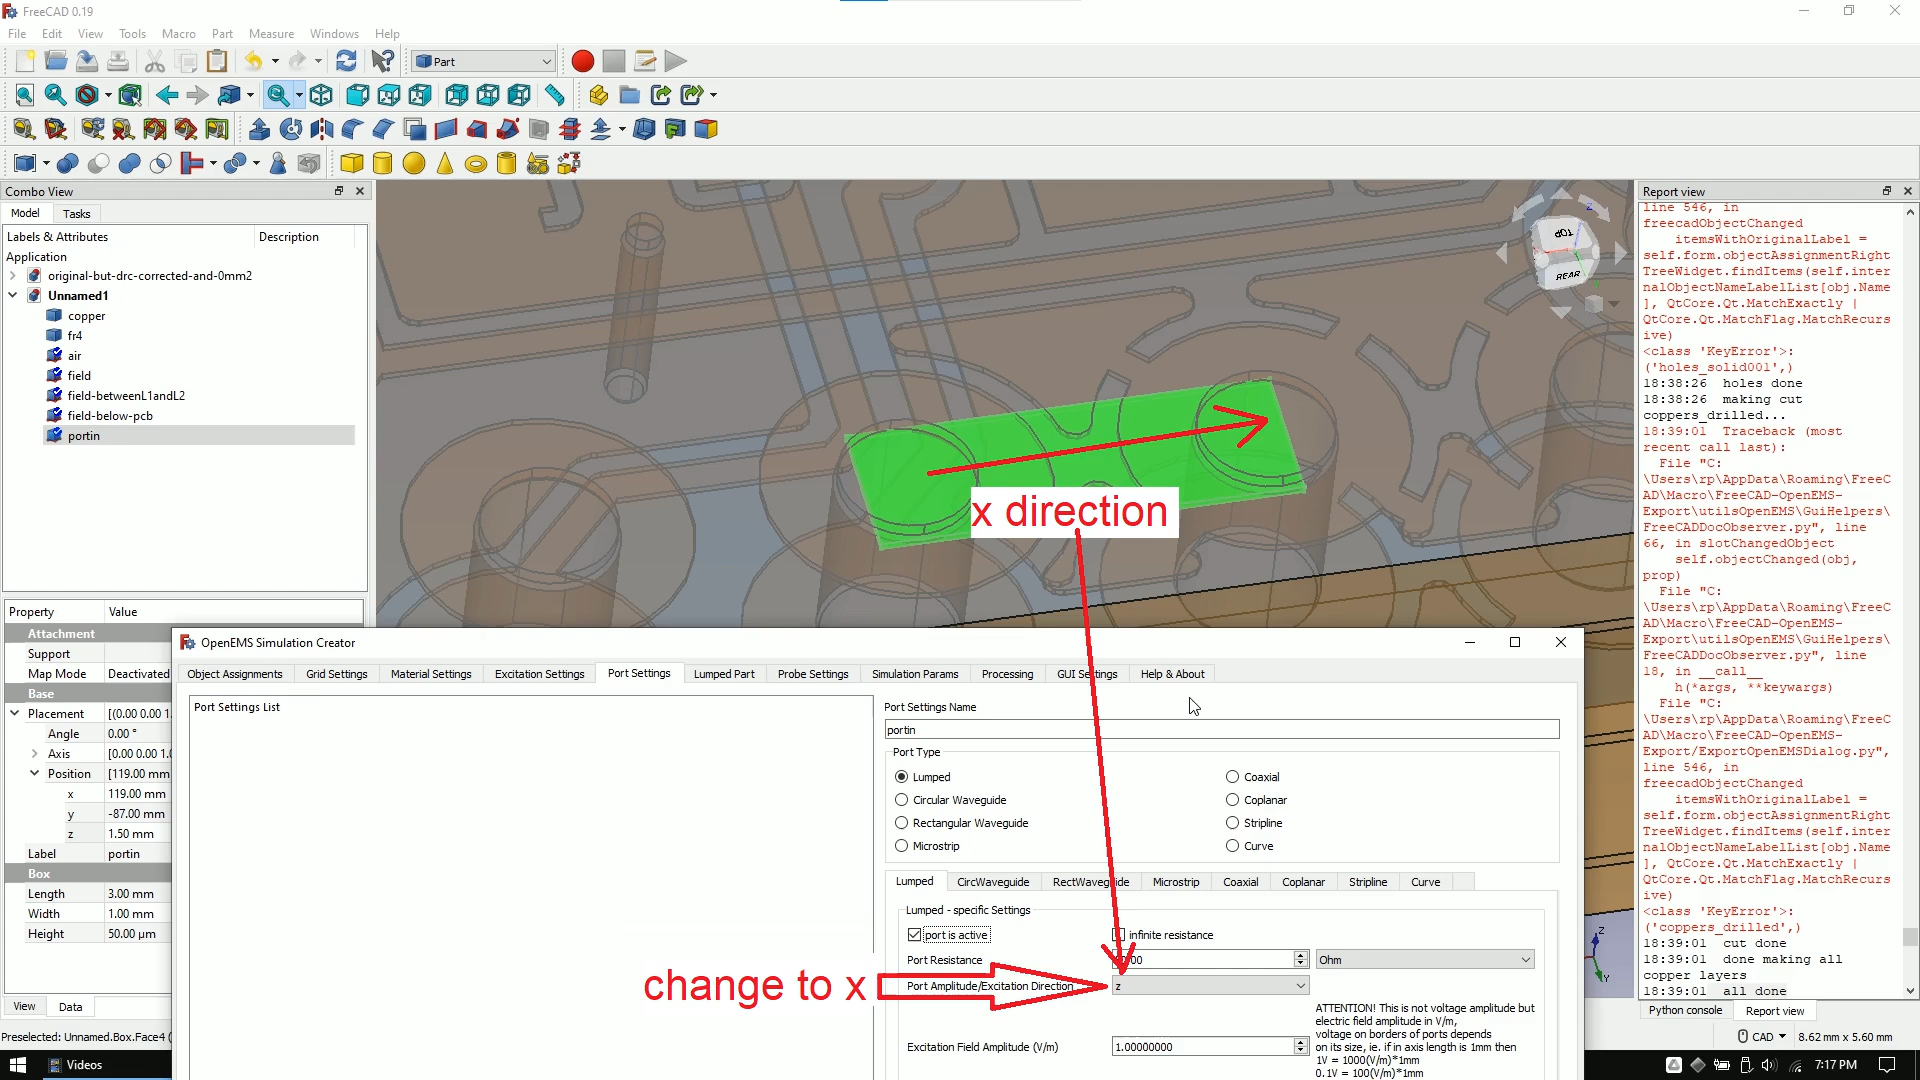 FreeCAD 0.19
File Edit View Tools Macro Part Measure Windows Help
Part
Combo View
Model Tasks
Labels & Attributes Description
Application
original-but-drc-corrected-and-0mm2
Unnamed1
copper
fr4
air
field
field-betweenL1andL2
field-below-pcb
portin
Property Value
Attachment
Support
Map Mode Deactivated
Base
Placement [(0.00 0.00 1.
Angle 0.00 °
Axis [0.00 0.00 1.0
Position [119.00 mm
x 119.00 mm
y -87.00 mm
z 1.50 mm
Label portin
Box
Length 3.00 mm
Width 1.00 mm
Height 50.00 µm
View Data
Preselected: Unnamed.Box.Face4 (
TOP
REAR
Z
x direction
change to x
OpenEMS Simulation Creator
Object Assignments Grid Settings Material Settings Excitation Settings Port Settings Lumped Part Probe Settings Simulation Params Processing GUI Settings Help & About
Port Settings List
Port Settings Name
portin
Port Type
Lumped Coaxial
Circular Waveguide Coplanar
Rectangular Waveguide Stripline
Microstrip Curve
Lumped CircWaveguide RectWaveguide Microstrip Coaxial Coplanar Stripline Curve
Lumped - specific Settings
port is active infinite resistance
Port Resistance Ohm
Port Amplitude/Excitation Direction z
ATTENTION! This is not voltage amplitude but
electric field amplitude in V/m,
voltage on borders of ports depends
on its size, ie. if in axis length is 1mm then
1V = 1000(V/m)*1mm
0.1V = 100(V/m)*1mm
Excitation Field Amplitude (V/m) 1.00000000
Z
Y
Report view
line 546, in
freecadObjectChanged
itemsWithOriginalLabel =
self.form.objectAssignmentRight
TreeWidget.findItems(self.inter
nalObjectNameLabelList[obj.Name
], QtCore.Qt.MatchExactly |
QtCore.Qt.MatchFlag.MatchRecurs
ive)
<class 'KeyError'>:
('holes_solid001',)
18:38:26 holes done
18:38:26 making cut
coppers_drilled...
18:39:01 Traceback (most
recent call last):
File "C:
\Users\rp\AppData\Roaming\FreeC
AD\Macro\FreeCAD-OpenEMS-
Export\utilsOpenEMS\GuiHelpers\
FreeCADDocObserver.py", line
66, in slotChangedObject
self.objectChanged(obj,
prop)
File "C:
\Users\rp\AppData\Roaming\FreeC
AD\Macro\FreeCAD-OpenEMS-
Export\utilsOpenEMS\GuiHelpers\
FreeCADDocObserver.py", line
18, in __call__
h(*args, **keywargs)
File "C:
\Users\rp\AppData\Roaming\FreeC
AD\Macro\FreeCAD-OpenEMS-
Export/ExportOpenEMSDialog.py",
line 546, in
freecadObjectChanged
itemsWithOriginalLabel =
self.form.objectAssignmentRight
TreeWidget.findItems(self.inter
nalObjectNameLabelList[obj.Name
], QtCore.Qt.MatchExactly |
QtCore.Qt.MatchFlag.MatchRecurs
ive)
<class 'KeyError'>:
('coppers_drilled',)
18:39:01 cut done
18:39:01 done making all
copper layers
18:39:01 all done
Python console Report view
CAD 8.62 mm x 5.60 mm
Videos
7:17 PM